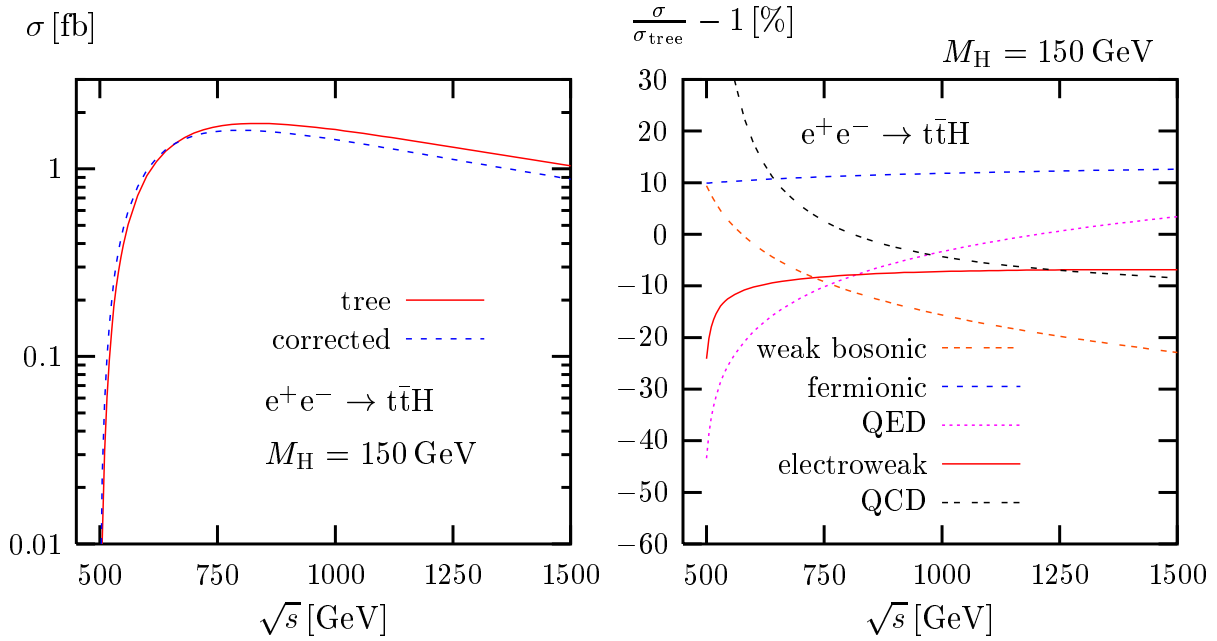 σ [fb]
1
0.1
0.01
tree
corrected
e⁺e⁻ → tt̄H
M_H = 150 GeV
500 750 1000 1250 1500
√s [GeV]
σ/σ_tree − 1 [%]
M_H = 150 GeV
30
20
10
0
−10
−20
−30
−40
−50
−60
e⁺e⁻ → tt̄H
weak bosonic
fermionic
QED
electroweak
QCD
500 750 1000 1250 1500
√s [GeV]